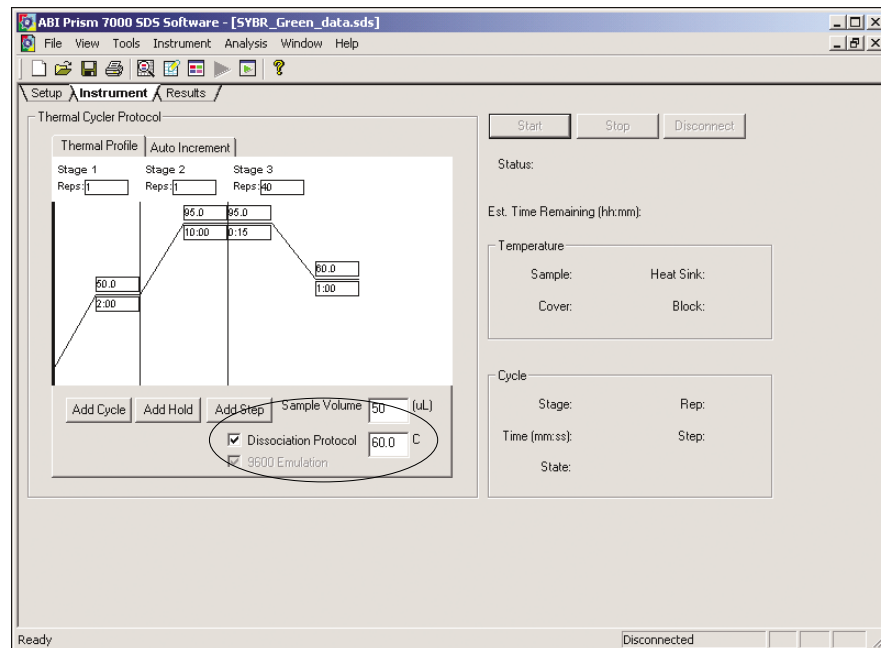 ABI Prism 7000 SDS Software - [SYBR_Green_data.sds]
File View Tools Instrument Analysis Window Help
Setup Instrument Results
Thermal Cycler Protocol
Thermal Profile Auto Increment
Stage 1 Stage 2 Stage 3
Reps: 1 Reps: 1 Reps: 40
95.0 95.0
10:00 0:15
60.0
1:00
50.0
2:00
Add Cycle Add Hold Add Step Sample Volume 50 (uL)
Dissociation Protocol 60.0 C
9600 Emulation
Start Stop Disconnect
Status:
Est. Time Remaining (hh:mm):
Temperature
Sample: Heat Sink:
Cover: Block:
Cycle
Stage: Rep:
Time (mm:ss): Step:
State:
Ready Disconnected